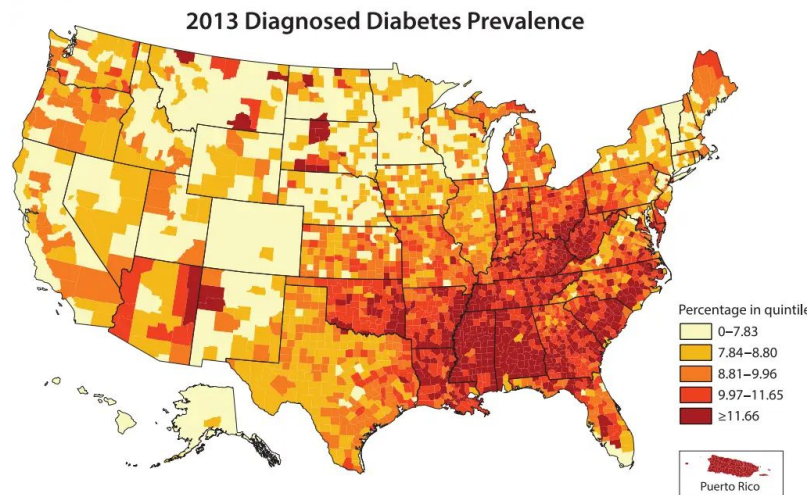 2013 Diagnosed Diabetes Prevalence
Percentage in quintile
0–7.83
7.84–8.80
8.81–9.96
9.97–11.65
≥11.66
Puerto Rico